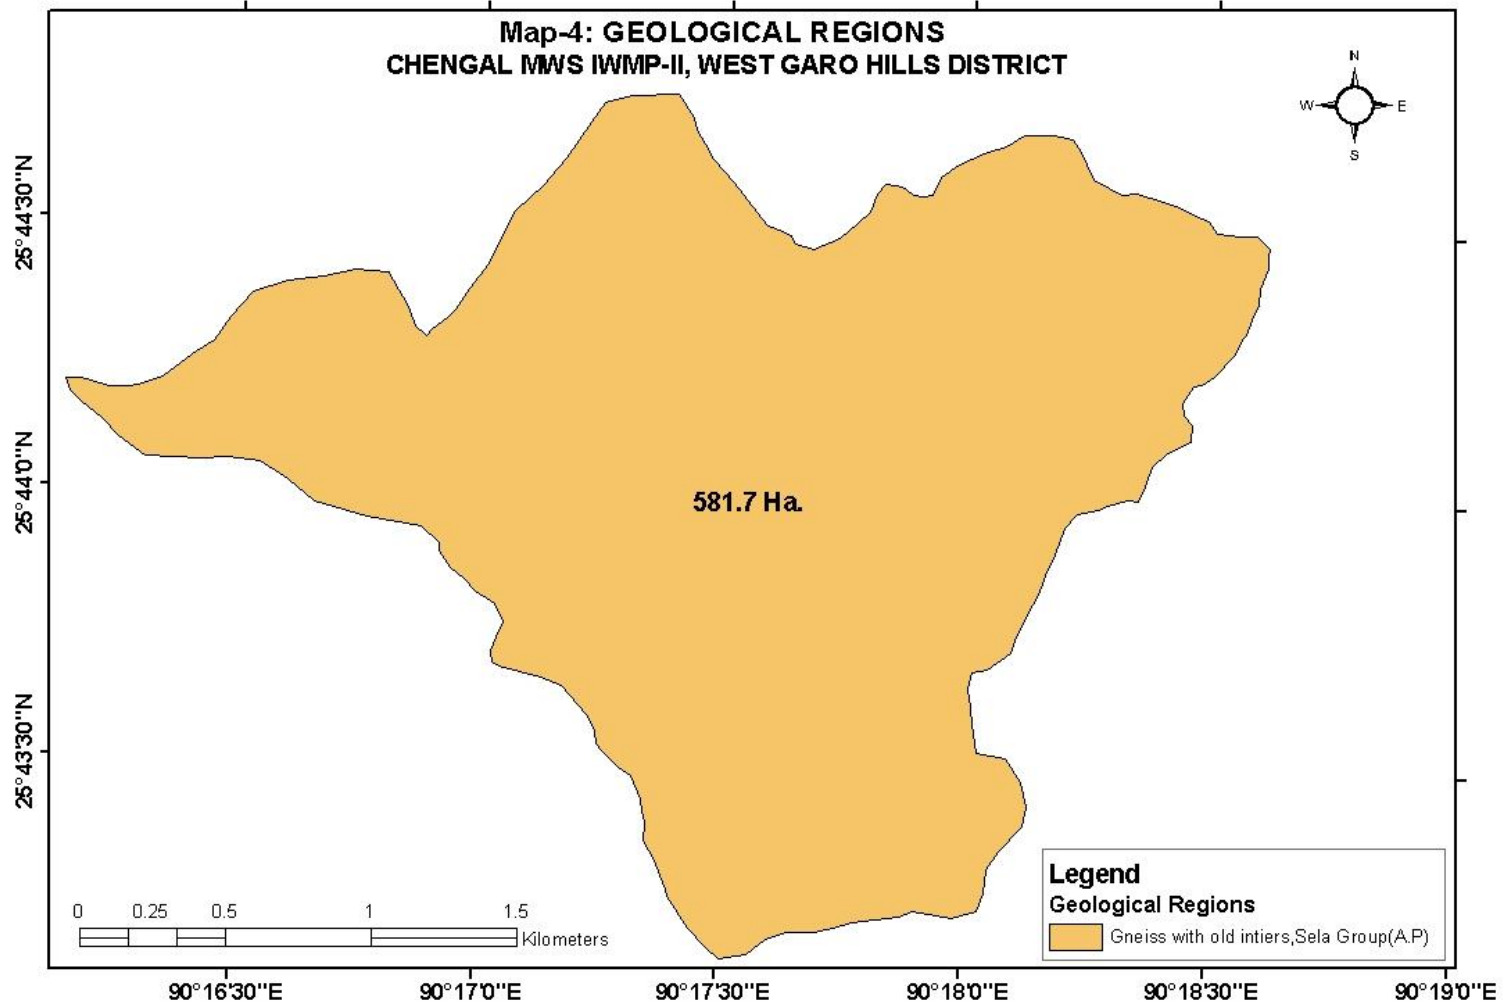 Map-4: GEOLOGICAL REGIONS
CHENGAL MWS IWMP-II, WEST GARO HILLS DISTRICT
N
W E
S
25°44'30"N
25°44'0"N
25°43'30"N
581.7 Ha.
Legend
Geological Regions
Gneiss with old intiers,Sela Group(A.P)
0 0.25 0.5 1 1.5
Kilometers
90°16'30"E 90°17'0"E 90°17'30"E 90°18'0"E 90°18'30"E 90°19'0"E